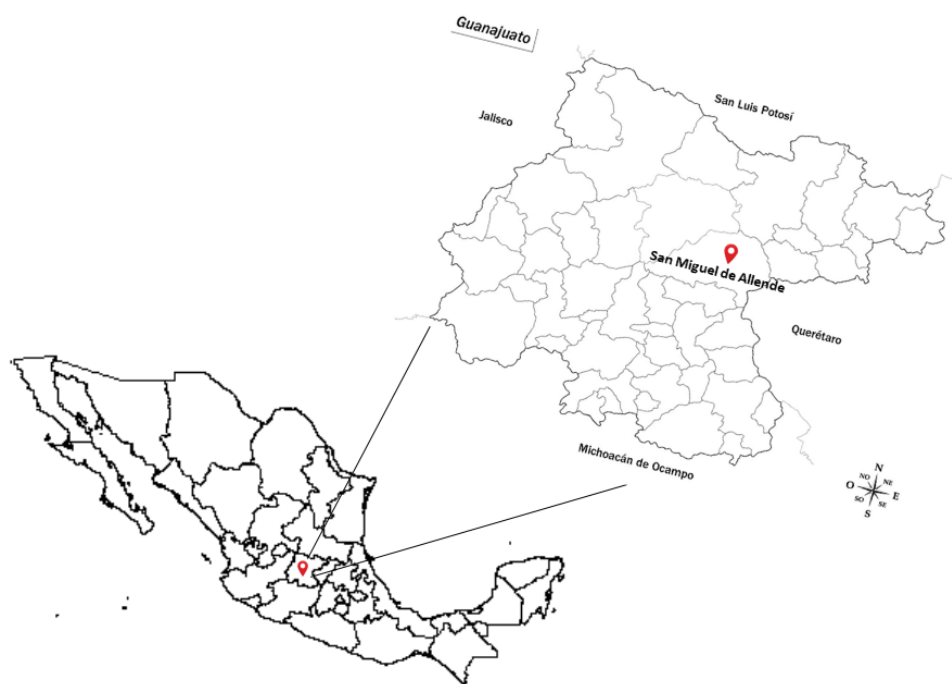 Guanajuato
San Luis Potosí
Jalisco
San Miguel de Allende
Querétaro
Michoacán de Ocampo
N
NO
NE
O
E
SO
SE
S